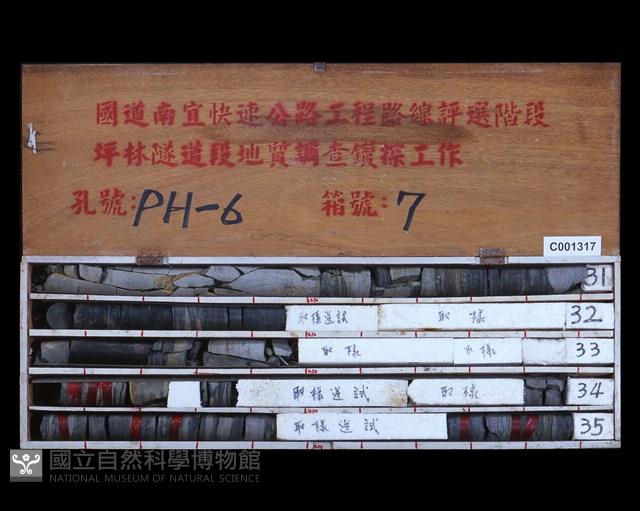 國道南宜快速公路工程路線評選階段
坪林隧道段地質調查鑽探工作
孔號:PH-6 箱號:7
C001317
31
取樣送試 取樣 32
取樣 取樣 33
取樣送試 取樣 34
取樣送試 35
國立自然科學博物館
NATIONAL MUSEUM OF NATURAL SCIENCE